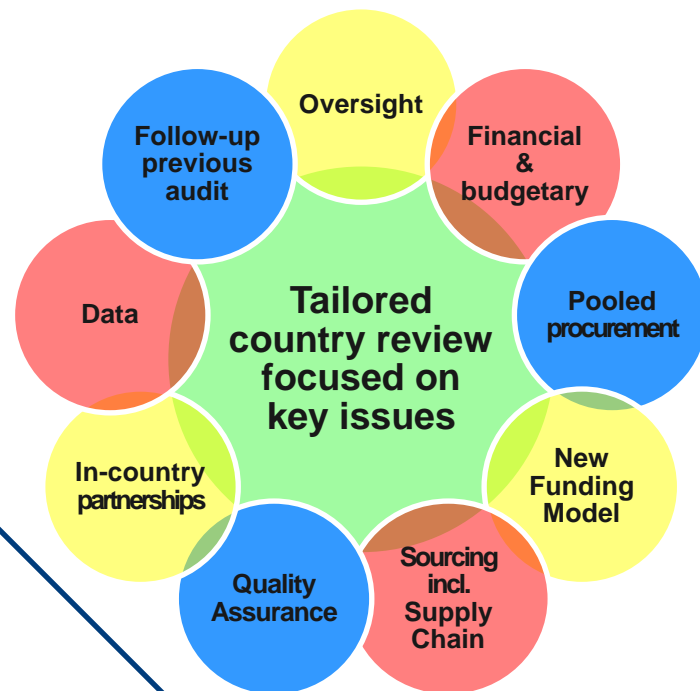 Oversight
Financial
&
budgetary
Pooled
procurement
New
Funding
Model
Sourcing
incl.
Supply
Chain
Quality
Assurance
In-country
partnerships
Data
Follow-up
previous
audit
Tailored
country review
focused on
key issues